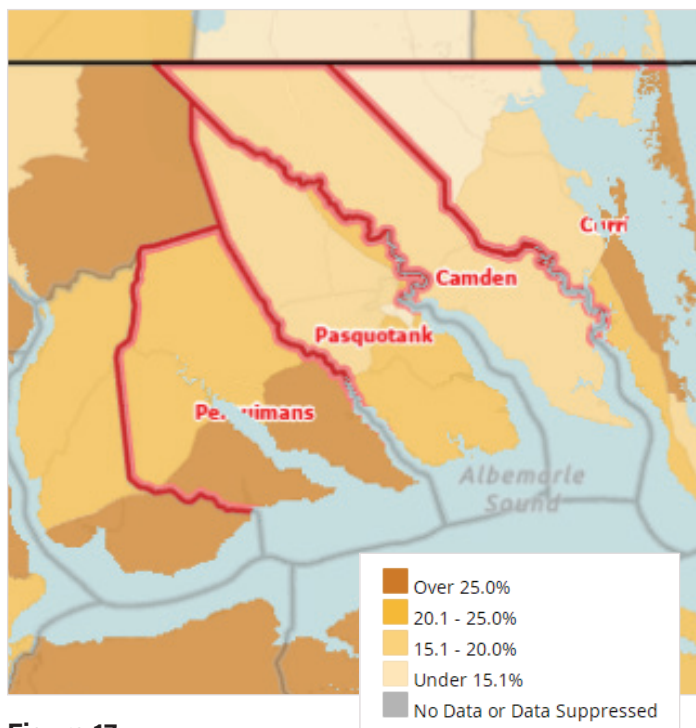 Camden
Pasquotank
Albemarle
Sound
Over 25.0%
20.1 - 25.0%
15.1 - 20.0%
Under 15.1%
No Data or Data Suppressed